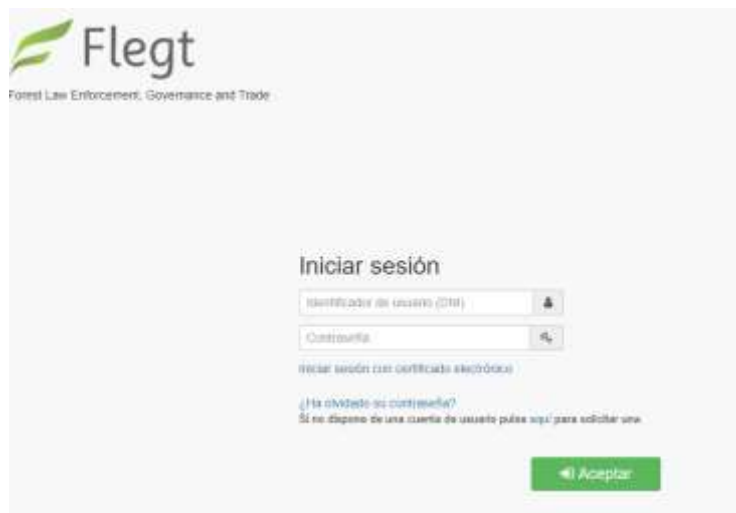 Flegt
Forest Law Enforcement, Governance and Trade
Iniciar sesión
Identificador de usuario (DNI)
Contraseña
Iniciar sesión con certificado electrónico
¿Ha olvidado su contraseña?
Si no dispone de una cuenta de usuario pulse aquí para solicitar una
Aceptar